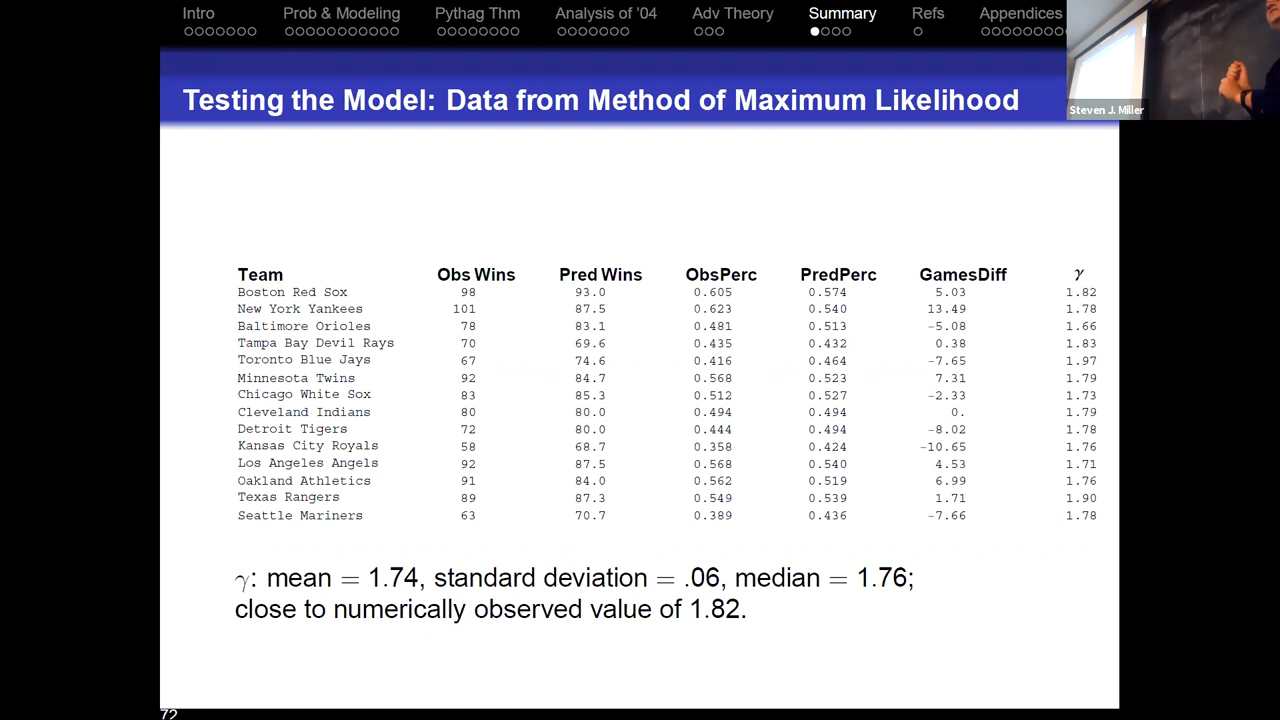 Intro Prob & Modeling Pythag Thm Analysis of '04 Adv Theory Summary Refs Appendices
Steven J. Miller
Testing the Model: Data from Method of Maximum Likelihood
Team Obs Wins Pred Wins ObsPerc PredPerc GamesDiff γ
Boston Red Sox 98 93.0 0.605 0.574 5.03 1.82
New York Yankees 101 87.5 0.623 0.540 13.49 1.78
Baltimore Orioles 78 83.1 0.481 0.513 -5.08 1.66
Tampa Bay Devil Rays 70 69.6 0.435 0.432 0.38 1.83
Toronto Blue Jays 67 74.6 0.416 0.464 -7.65 1.97
Minnesota Twins 92 84.7 0.568 0.523 7.31 1.79
Chicago White Sox 83 85.3 0.512 0.527 -2.33 1.73
Cleveland Indians 80 80.0 0.494 0.494 0. 1.79
Detroit Tigers 72 80.0 0.444 0.494 -8.02 1.78
Kansas City Royals 58 68.7 0.358 0.424 -10.65 1.76
Los Angeles Angels 92 87.5 0.568 0.540 4.53 1.71
Oakland Athletics 91 84.0 0.562 0.519 6.99 1.76
Texas Rangers 89 87.3 0.549 0.539 1.71 1.90
Seattle Mariners 63 70.7 0.389 0.436 -7.66 1.78
γ: mean = 1.74, standard deviation = .06, median = 1.76;
close to numerically observed value of 1.82.
72